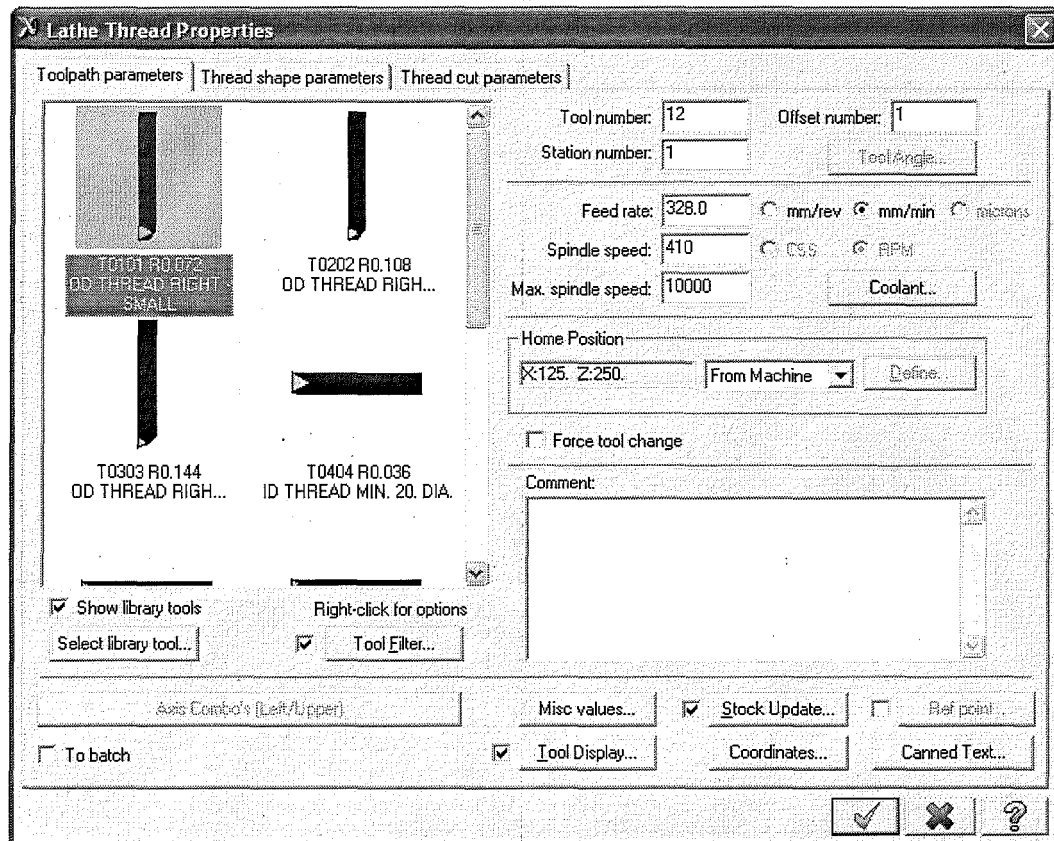 Lathe Thread Properties
Toolpath parameters
Thread shape parameters
Thread cut parameters
T0101 R0.072
OD THREAD RIGHT -
SMALL
T0202 R0.108
OD THREAD RIGH...
T0303 R0.144
OD THREAD RIGH...
T0404 R0.036
ID THREAD MIN. 20. DIA.
Show library tools
Right-click for options
Select library tool...
Tool Filter...
Tool number: 12
Offset number: 1
Station number: 1
Tool Angle...
Feed rate: 328.0
mm/rev
mm/min
microns
Spindle speed: 410
CSS
RPM
Max. spindle speed: 10000
Coolant...
Home Position
X:125. Z:250.
From Machine
Define...
Force tool change
Comment:
Axis Combo's (Left/Upper)
Misc values...
Stock Update...
Ref point...
To batch
Tool Display...
Coordinates...
Canned Text...